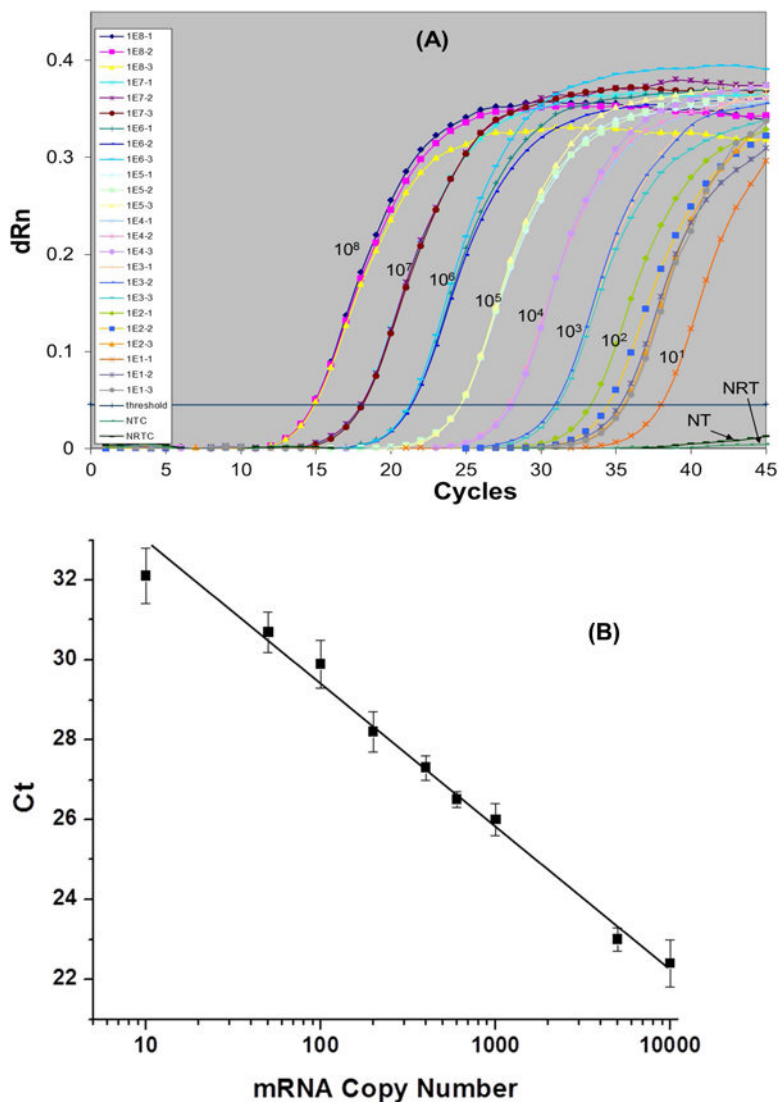 (A)
0.4
0.3
0.2
0.1
0
dRn
1E8-1
1E8-2
1E8-3
1E7-1
1E7-2
1E7-3
1E6-1
1E6-2
1E6-3
1E5-1
1E5-2
1E5-3
1E4-1
1E4-2
1E4-3
1E3-1
1E3-2
1E3-3
1E2-1
1E2-2
1E2-3
1E1-1
1E1-2
1E1-3
threshold
NTC
NRTC
10⁸
10⁷
10⁶
10⁵
10⁴
10³
10²
10¹
NRT
NT
0 5 10 15 20 25 30 35 40 45
Cycles
(B)
32
30
28
26
24
22
Ct
10 100 1000 10000
mRNA Copy Number